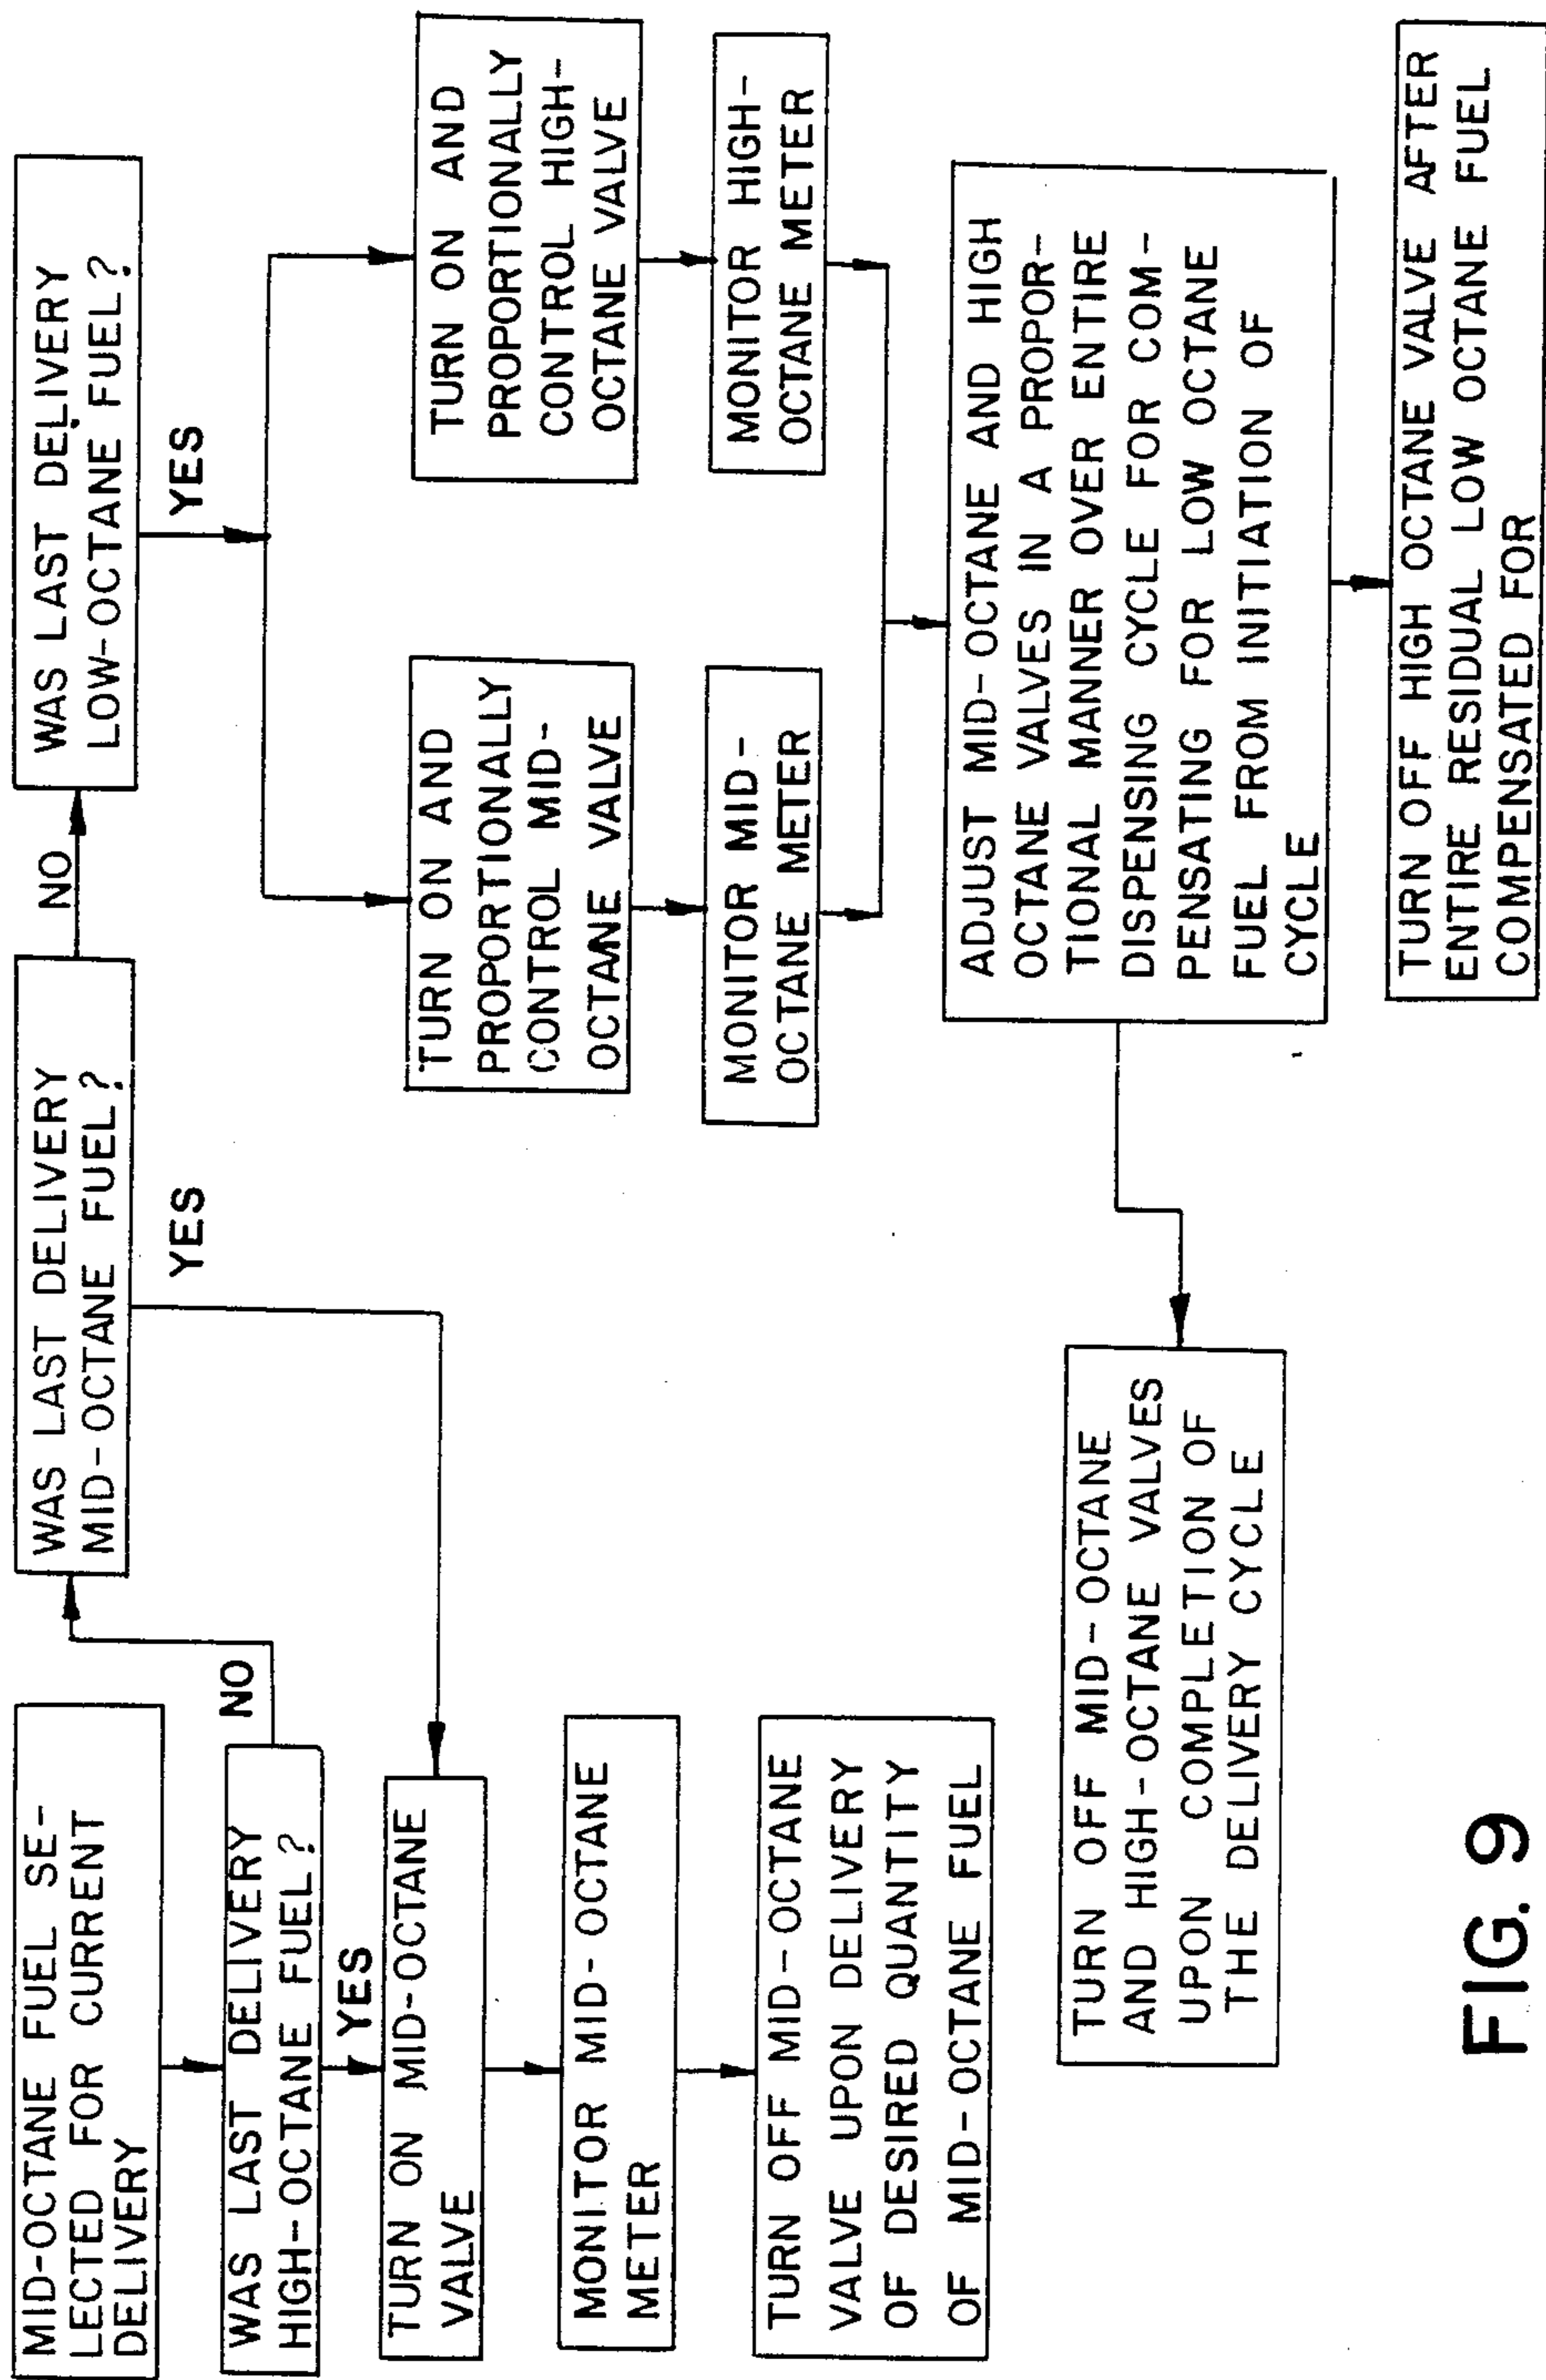 MID-OCTANE FUEL SE-
LECTED FOR CURRENT
DELIVERY
WAS LAST DELIVERY
HIGH-OCTANE FUEL?
NO
YES
TURN ON MID-OCTANE
VALVE
MONITOR MID-OCTANE
METER
TURN OFF MID-OCTANE
VALVE UPON DELIVERY
OF DESIRED QUANTITY
OF MID-OCTANE FUEL
WAS LAST DELIVERY
MID-OCTANE FUEL?
NO
YES
WAS LAST DELIVERY
LOW-OCTANE FUEL?
YES
TURN ON AND
PROPORTIONALLY
CONTROL MID-
OCTANE VALVE
MONITOR MID-
OCTANE METER
TURN ON AND
PROPORTIONALLY
CONTROL HIGH-
OCTANE VALVE
MONITOR HIGH-
OCTANE METER
ADJUST MID-OCTANE AND HIGH
OCTANE VALVES IN A PROPOR-
TIONAL MANNER OVER ENTIRE
DISPENSING CYCLE FOR COM-
PENSATING FOR LOW OCTANE
FUEL FROM INITIATION OF
CYCLE
TURN OFF MID-OCTANE
AND HIGH-OCTANE VALVES
UPON COMPLETION OF
THE DELIVERY CYCLE
TURN OFF HIGH OCTANE VALVE AFTER
ENTIRE RESIDUAL LOW OCTANE FUEL
COMPENSATED FOR
FIG. 9